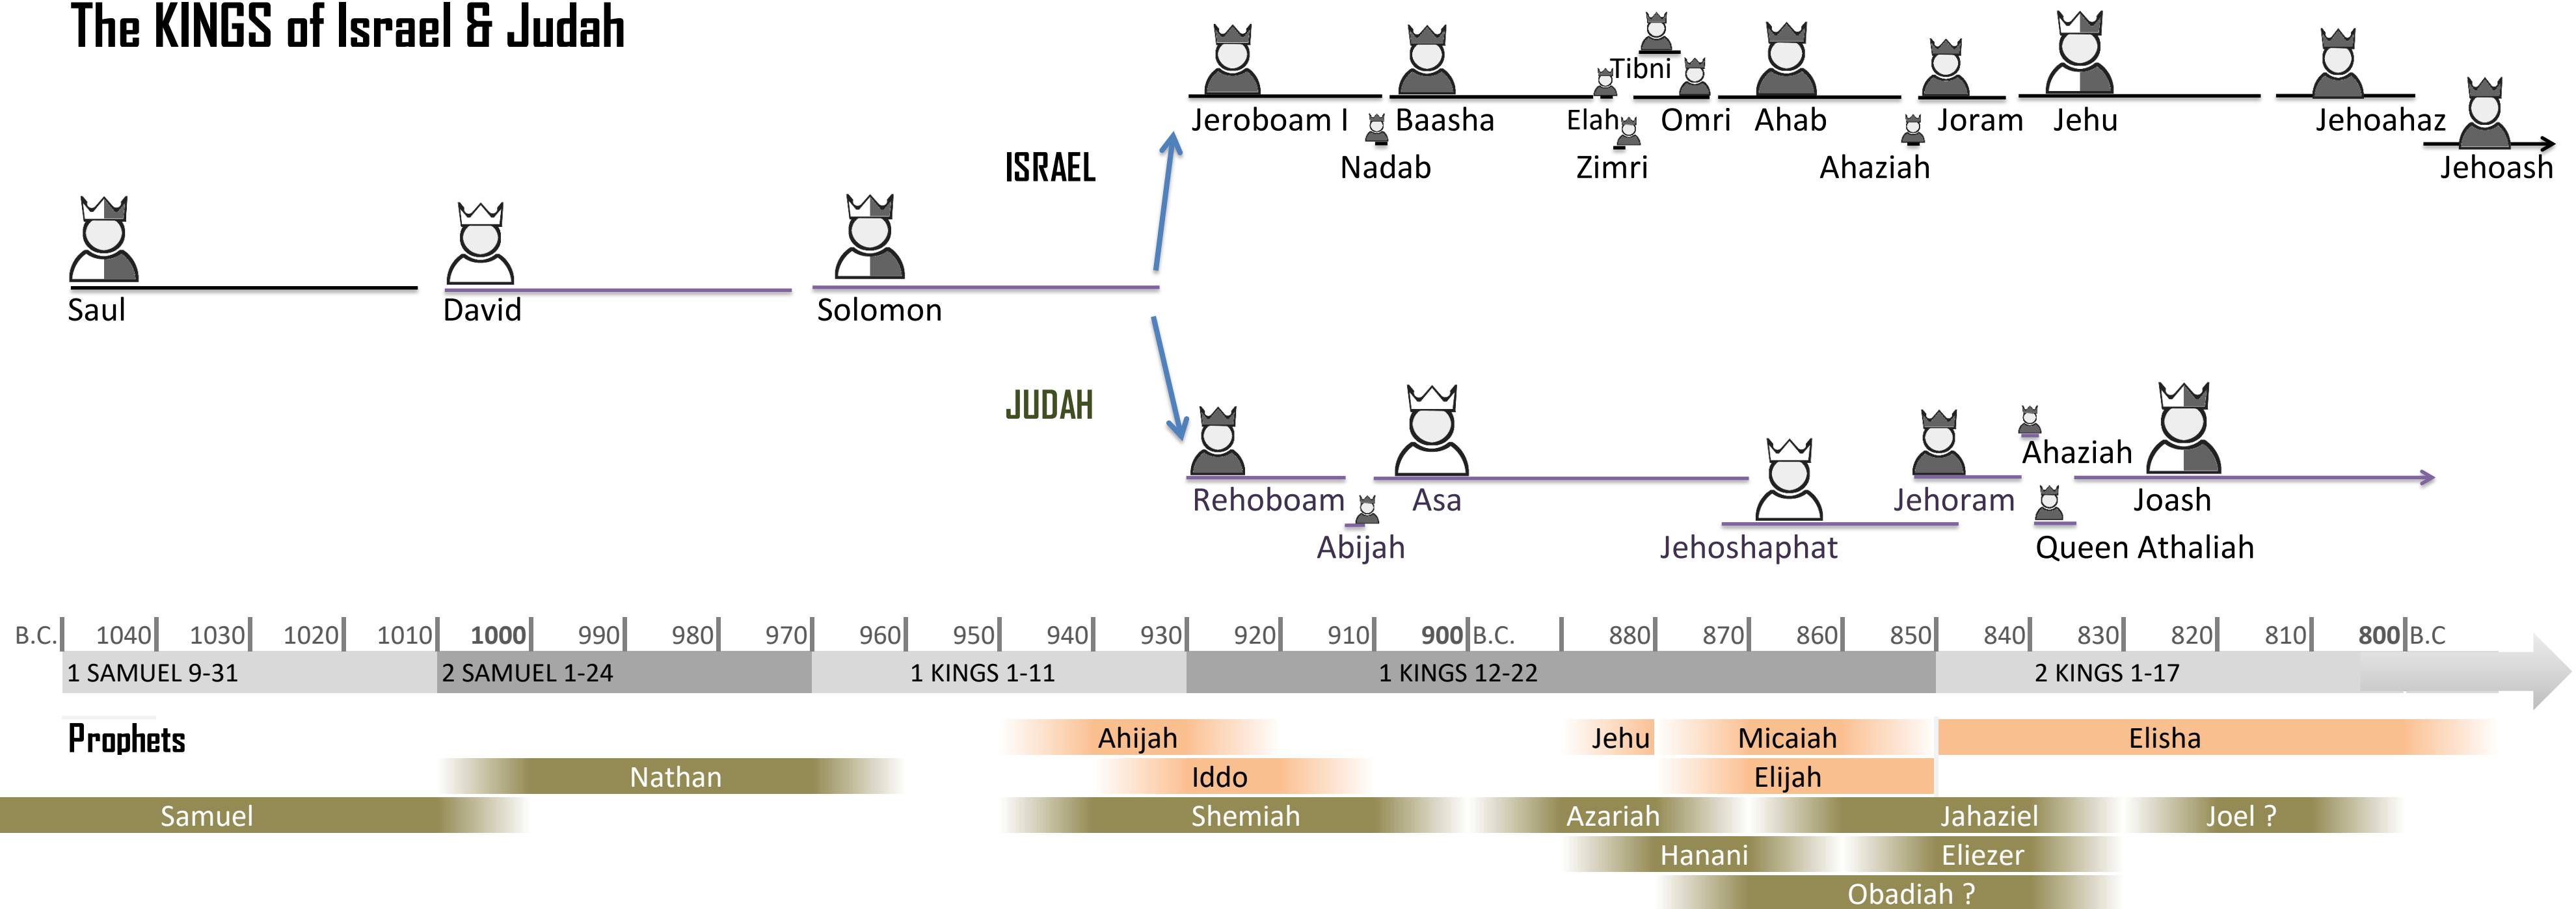 The KINGS of Israel & Judah
Tibni
Jeroboam I Baasha Elah Omri Ahab Joram Jehu Jehoahaz
Nadab Zimri Ahaziah Jehoash
ISRAEL
Saul David Solomon
JUDAH
Ahaziah
Rehoboam Asa Jehoram Joash
Abijah Jehoshaphat Queen Athaliah
B.C. 1040 1030 1020 1010 1000 990 980 970 960 950 940 930 920 910 900 B.C. 880 870 860 850 840 830 820 810 800 B.C
1 SAMUEL 9-31 2 SAMUEL 1-24 1 KINGS 1-11 1 KINGS 12-22 2 KINGS 1-17
Prophets Ahijah Jehu Micaiah Elisha
Nathan Iddo Elijah
Samuel Shemiah Azariah Jahaziel Joel ?
Hanani Eliezer
Obadiah ?